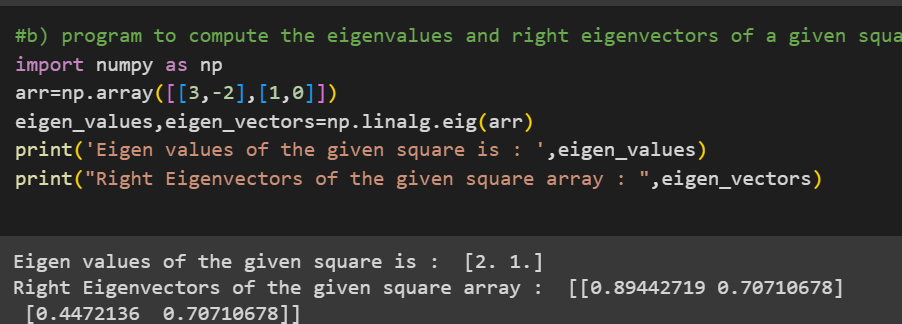 #b) program to compute the eigenvalues and right eigenvectors of a given squa
import numpy as np
arr=np.array([[3,-2],[1,0]])
eigen_values,eigen_vectors=np.linalg.eig(arr)
print('Eigen values of the given square is : ',eigen_values)
print("Right Eigenvectors of the given square array : ",eigen_vectors)
Eigen values of the given square is :  [2. 1.]
Right Eigenvectors of the given square array :  [[0.89442719 0.70710678]
 [0.4472136  0.70710678]]